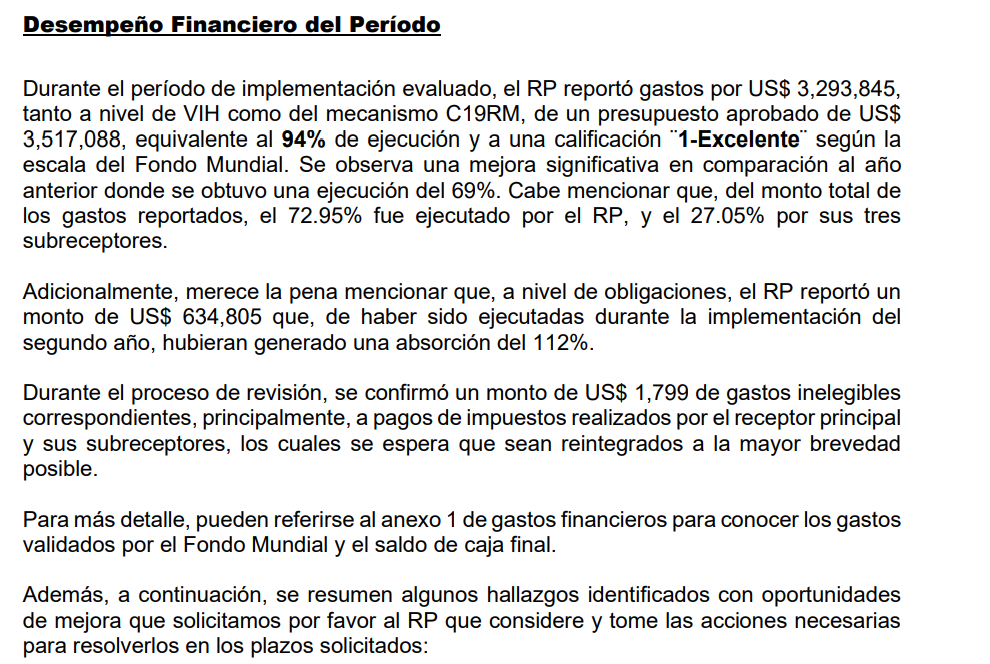 Desempeño Financiero del Período
Durante el período de implementación evaluado, el RP reportó gastos por US$ 3,293,845,
tanto a nivel de VIH como del mecanismo C19RM, de un presupuesto aprobado de US$
3,517,088, equivalente al 94% de ejecución y a una calificación ¨1-Excelente¨ según la
escala del Fondo Mundial. Se observa una mejora significativa en comparación al año
anterior donde se obtuvo una ejecución del 69%. Cabe mencionar que, del monto total de
los gastos reportados, el 72.95% fue ejecutado por el RP, y el 27.05% por sus tres
subreceptores.
Adicionalmente, merece la pena mencionar que, a nivel de obligaciones, el RP reportó un
monto de US$ 634,805 que, de haber sido ejecutadas durante la implementación del
segundo año, hubieran generado una absorción del 112%.
Durante el proceso de revisión, se confirmó un monto de US$ 1,799 de gastos inelegibles
correspondientes, principalmente, a pagos de impuestos realizados por el receptor principal
y sus subreceptores, los cuales se espera que sean reintegrados a la mayor brevedad
posible.
Para más detalle, pueden referirse al anexo 1 de gastos financieros para conocer los gastos
validados por el Fondo Mundial y el saldo de caja final.
Además, a continuación, se resumen algunos hallazgos identificados con oportunidades
de mejora que solicitamos por favor al RP que considere y tome las acciones necesarias
para resolverlos en los plazos solicitados: